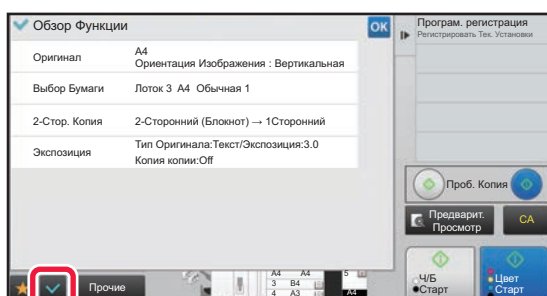 Обзор Функции
OK
Оригинал
A4
Ориентация Изображения : Вертикальная
Выбор Бумаги
Лоток 3 A4 Обычная 1
2-Стор. Копия
2-Сторонний (Блокнот) → 1Сторонний
Экспозиция
Тип Оригинала:Текст/Экспозиция:3.0
Копия копии:Off
Прочие
A4 A4
3 B4
4 A3
5
A4
Програм. регистрация
Регистрировать Тек. Установки
Проб. Копия
Предварит.
Просмотр
CA
Ч/Б
Старт
Цвет
Старт